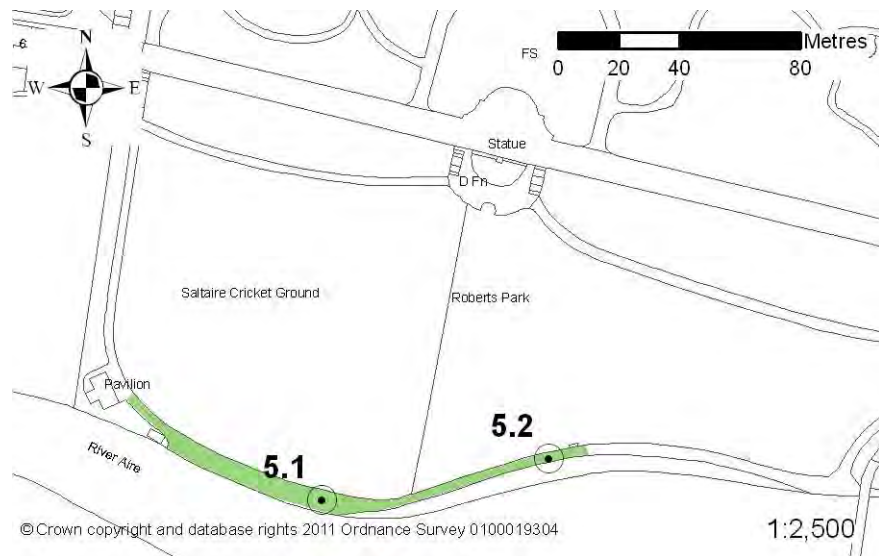 6
N
W
E
S
FS
Metres
0 20 40 80
Statue
D Fn
Saltaire Cricket Ground
Roberts Park
Pavilion
5.2
River Aire
5.1
© Crown copyright and database rights 2011 Ordnance Survey 0100019304
1:2,500